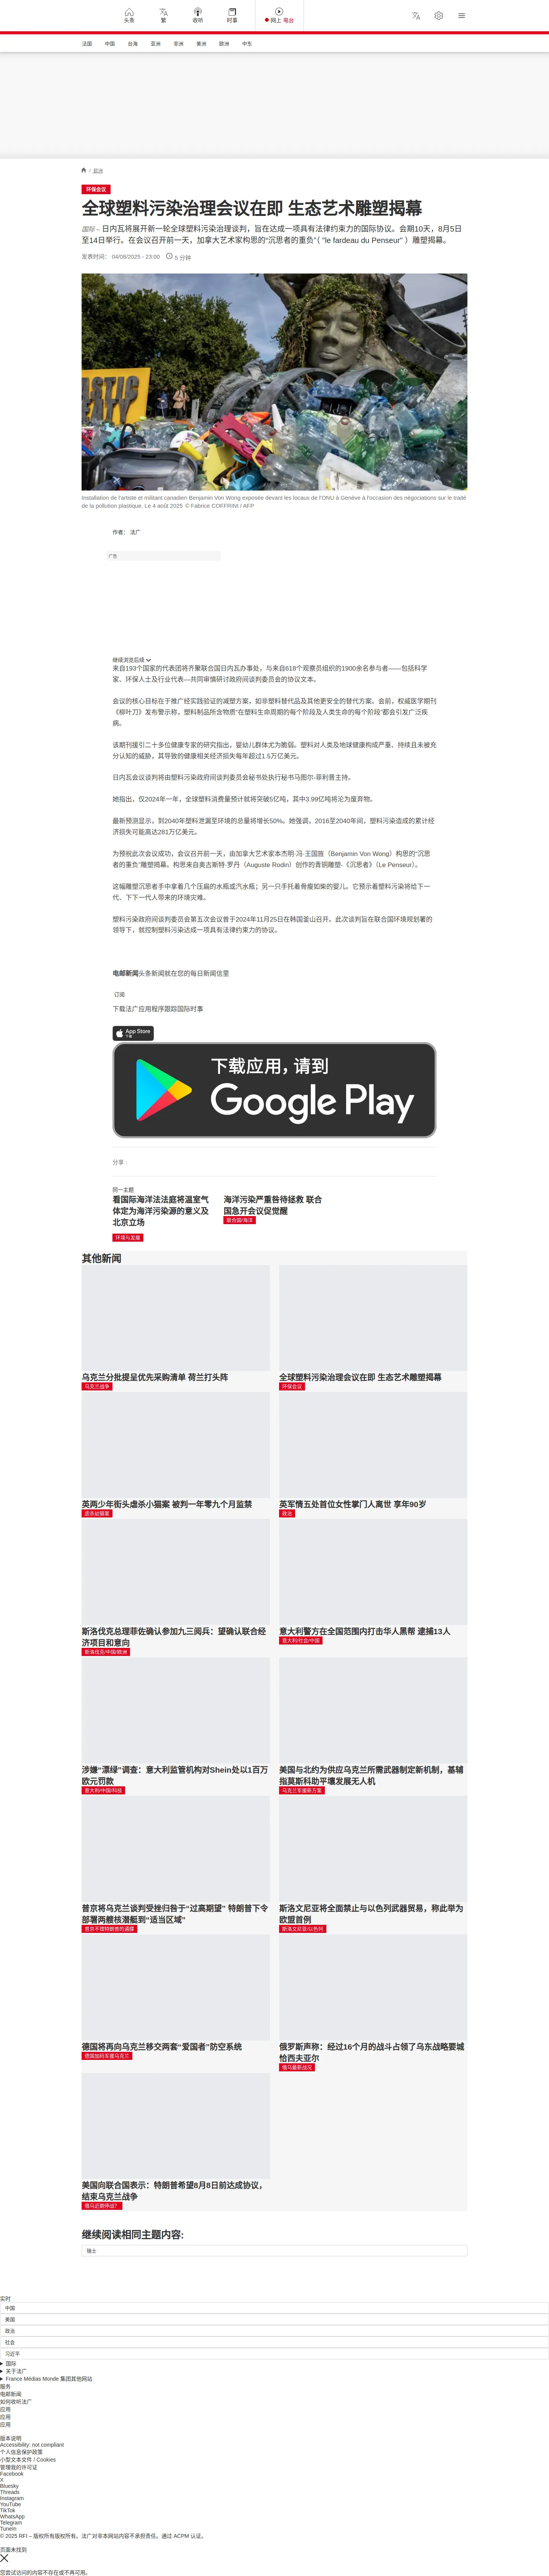 头条
繁
收听
时事
网上 电台
法国
中国
台海
亚洲
非洲
美洲
欧洲
中东
/ 欧洲
环保会议
全球塑料污染治理会议在即 生态艺术雕塑揭幕
国际 – 日内瓦将展开新一轮全球塑料污染治理谈判，旨在达成一项具有法律约束力的国际协议。会期10天，8月5日
至14日举行。在会议召开前一天，加拿大艺术家构思的“沉思者的重负”（ "le fardeau du Penseur" ）雕塑揭幕。
发表时间： 04/08/2025 - 23:00
5 分钟
Installation de l'artiste et militant canadien Benjamin Von Wong exposée devant les locaux de l'ONU à Genève à l'occasion des négociations sur le traité
de la pollution plastique. Le 4 août 2025 © Fabrice COFFRINI / AFP
作者： 法广
广告
继续浏览后续
来自193个国家的代表团将齐聚联合国日内瓦办事处，与来自618个观察员组织的1900余名参与者——包括科学
家、环保人士及行业代表—共同审慎研讨政府间谈判委员会的协议文本。
会议的核心目标在于推广经实践验证的减塑方案，如非塑料替代品及其他更安全的替代方案。会前，权威医学期刊
《柳叶刀》发布警示称，塑料制品所含物质“在塑料生命周期的每个阶段及人类生命的每个阶段”都会引发广泛疾
病。
该期刊援引二十多位健康专家的研究指出，婴幼儿群体尤为脆弱。塑料对人类及地球健康构成严重、持续且未被充
分认知的威胁，其导致的健康相关经济损失每年超过1.5万亿美元。
日内瓦会议谈判将由塑料污染政府间谈判委员会秘书处执行秘书马图尔-菲利普主持。
她指出，仅2024年一年，全球塑料消费量预计就将突破5亿吨，其中3.99亿吨将沦为废弃物。
最新预测显示，到2040年塑料泄漏至环境的总量将增长50%。她强调，2016至2040年间，塑料污染造成的累计经
济损失可能高达281万亿美元。
为预祝此次会议成功，会议召开前一天，由加拿大艺术家本杰明·冯·王国旌（Benjamin Von Wong）构思的“沉思
者的重负”雕塑揭幕。构思来自奥古斯特·罗丹（Auguste Rodin）创作的青铜雕塑-《沉思者》（Le Penseur）。
这幅雕塑沉思者手中拿着几个压扁的水瓶或汽水瓶；另一只手托着骨瘦如柴的婴儿。它预示着塑料污染将给下一
代、下下一代人带来的环境灾难。
塑料污染政府间谈判委员会第五次会议曾于2024年11月25日在韩国釜山召开。此次谈判旨在联合国环境规划署的
领导下，就控制塑料污染达成一项具有法律约束力的协议。
电邮新闻头条新闻就在您的每日新闻信里
订阅
下载法广应用程序跟踪国际时事
App Store
下载
下载应用，请到
Google Play
分享 :
同一主题
看国际海洋法法庭将温室气
体定为海洋污染源的意义及
北京立场
环境与发展
海洋污染严重咎待拯救 联合
国急开会议促觉醒
联合国/海洋
其他新闻
乌克兰分批提呈优先采购清单 荷兰打头阵
乌克兰战争
全球塑料污染治理会议在即 生态艺术雕塑揭幕
环保会议
英两少年街头虐杀小猫案 被判一年零九个月监禁
虐杀幼猫案
英军情五处首位女性掌门人离世 享年90岁
政治
斯洛伐克总理菲佐确认参加九三阅兵：望确认联合经
济项目和意向
斯洛伐克/中国/欧洲
意大利警方在全国范围内打击华人黑帮 逮捕13人
意大利/社会/中国
涉嫌“漂绿”调查：意大利监管机构对Shein处以1百万
欧元罚款
意大利/中国/科技
美国与北约为供应乌克兰所需武器制定新机制，基辅
指莫斯科助平壤发展无人机
乌克兰军援新方案
普京将乌克兰谈判受挫归咎于“过高期望” 特朗普下令
部署两艘核潜艇到“适当区域”
普京不理特朗普的通牒
斯洛文尼亚将全面禁止与以色列武器贸易，称此举为
欧盟首例
斯洛文尼亚/以色列
德国将再向乌克兰移交两套“爱国者”防空系统
德国加码军援乌克兰
俄罗斯声称：经过16个月的战斗占领了乌东战略要城
恰西夫亚尔
俄乌最新战况
美国向联合国表示：特朗普希望8月8日前达成协议，
结束乌克兰战争
俄乌近期停战？
继续阅读相同主题内容:
瑞士
实时
中国
美国
政治
社会
习近平
国际
关于法广
France Médias Monde 集团其他网站
服务
电邮新闻
如何收听法广
应用
应用
应用
版本说明
Accessibility: not compliant
个人信息保护政策
小型文本文件 / Cookies
管理我的许可证
Facebook
X
Bluesky
Threads
Instagram
YouTube
TikTok
WhatsApp
Telegram
TuneIn
© 2025 RFI – 版权所有版权所有。法广对非本网站内容不承担责任。通过 ACPM 认证。
页面未找到
您尝试访问的内容不存在或不再可用。